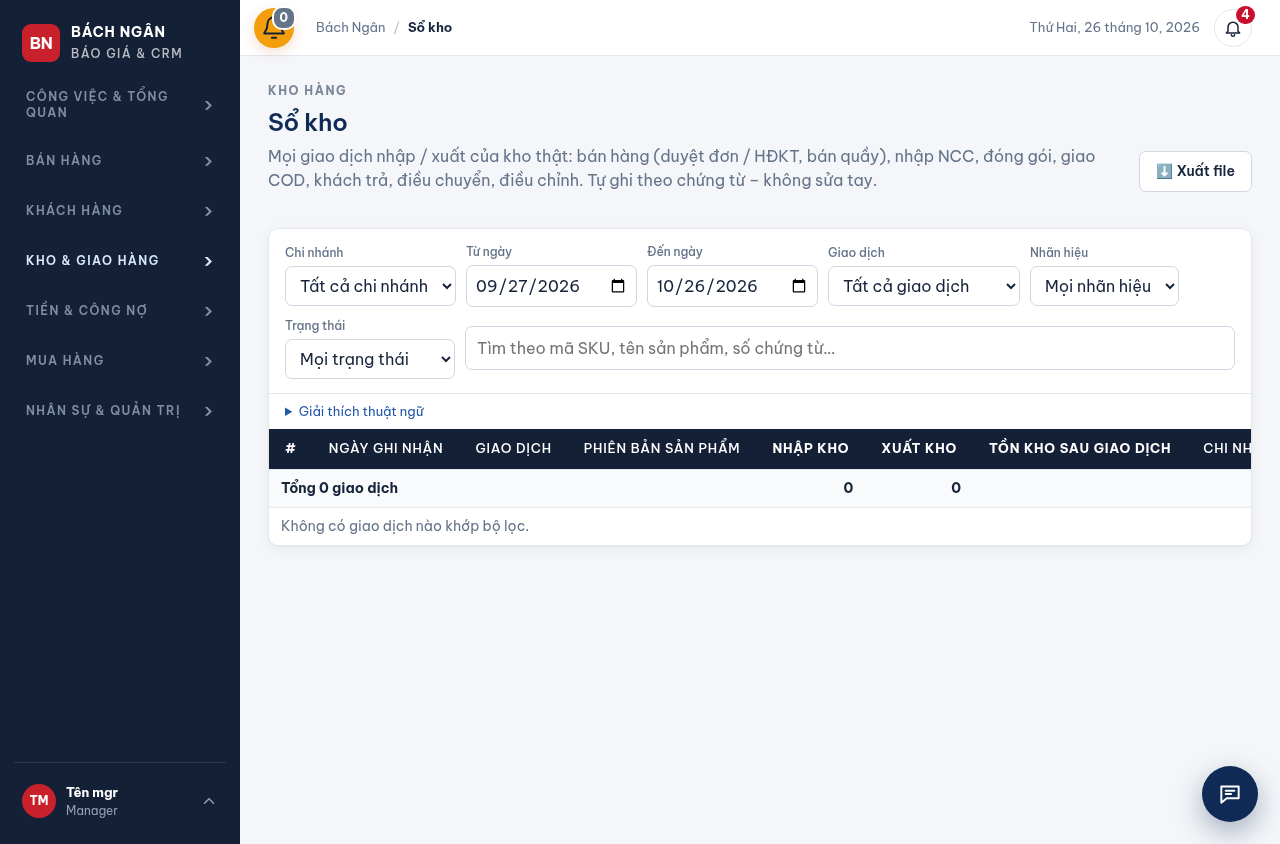 BN
BÁCH NGÂN
BÁO GIÁ & CRM
CÔNG VIỆC & TỔNG
QUAN
BÁN HÀNG
KHÁCH HÀNG
KHO & GIAO HÀNG
TIỀN & CÔNG NỢ
MUA HÀNG
NHÂN SỰ & QUẢN TRỊ
TM
Tên mgr
Manager
0
Bách Ngân / Sổ kho
Thứ Hai, 26 tháng 10, 2026
4
KHO HÀNG
Sổ kho
Mọi giao dịch nhập / xuất của kho thật: bán hàng (duyệt đơn / HĐKT, bán quầy), nhập NCC, đóng gói, giao
COD, khách trả, điều chuyển, điều chỉnh. Tự ghi theo chứng từ – không sửa tay.
Xuất file
Chi nhánh
Từ ngày
Đến ngày
Giao dịch
Nhãn hiệu
Tất cả chi nhánh
09/27/2026
10/26/2026
Tất cả giao dịch
Mọi nhãn hiệu
Trạng thái
Mọi trạng thái
Tìm theo mã SKU, tên sản phẩm, số chứng từ...
Giải thích thuật ngữ
# NGÀY GHI NHẬN GIAO DỊCH PHIÊN BẢN SẢN PHẨM NHẬP KHO XUẤT KHO TỒN KHO SAU GIAO DỊCH CHI NH
Tổng 0 giao dịch 0 0
Không có giao dịch nào khớp bộ lọc.